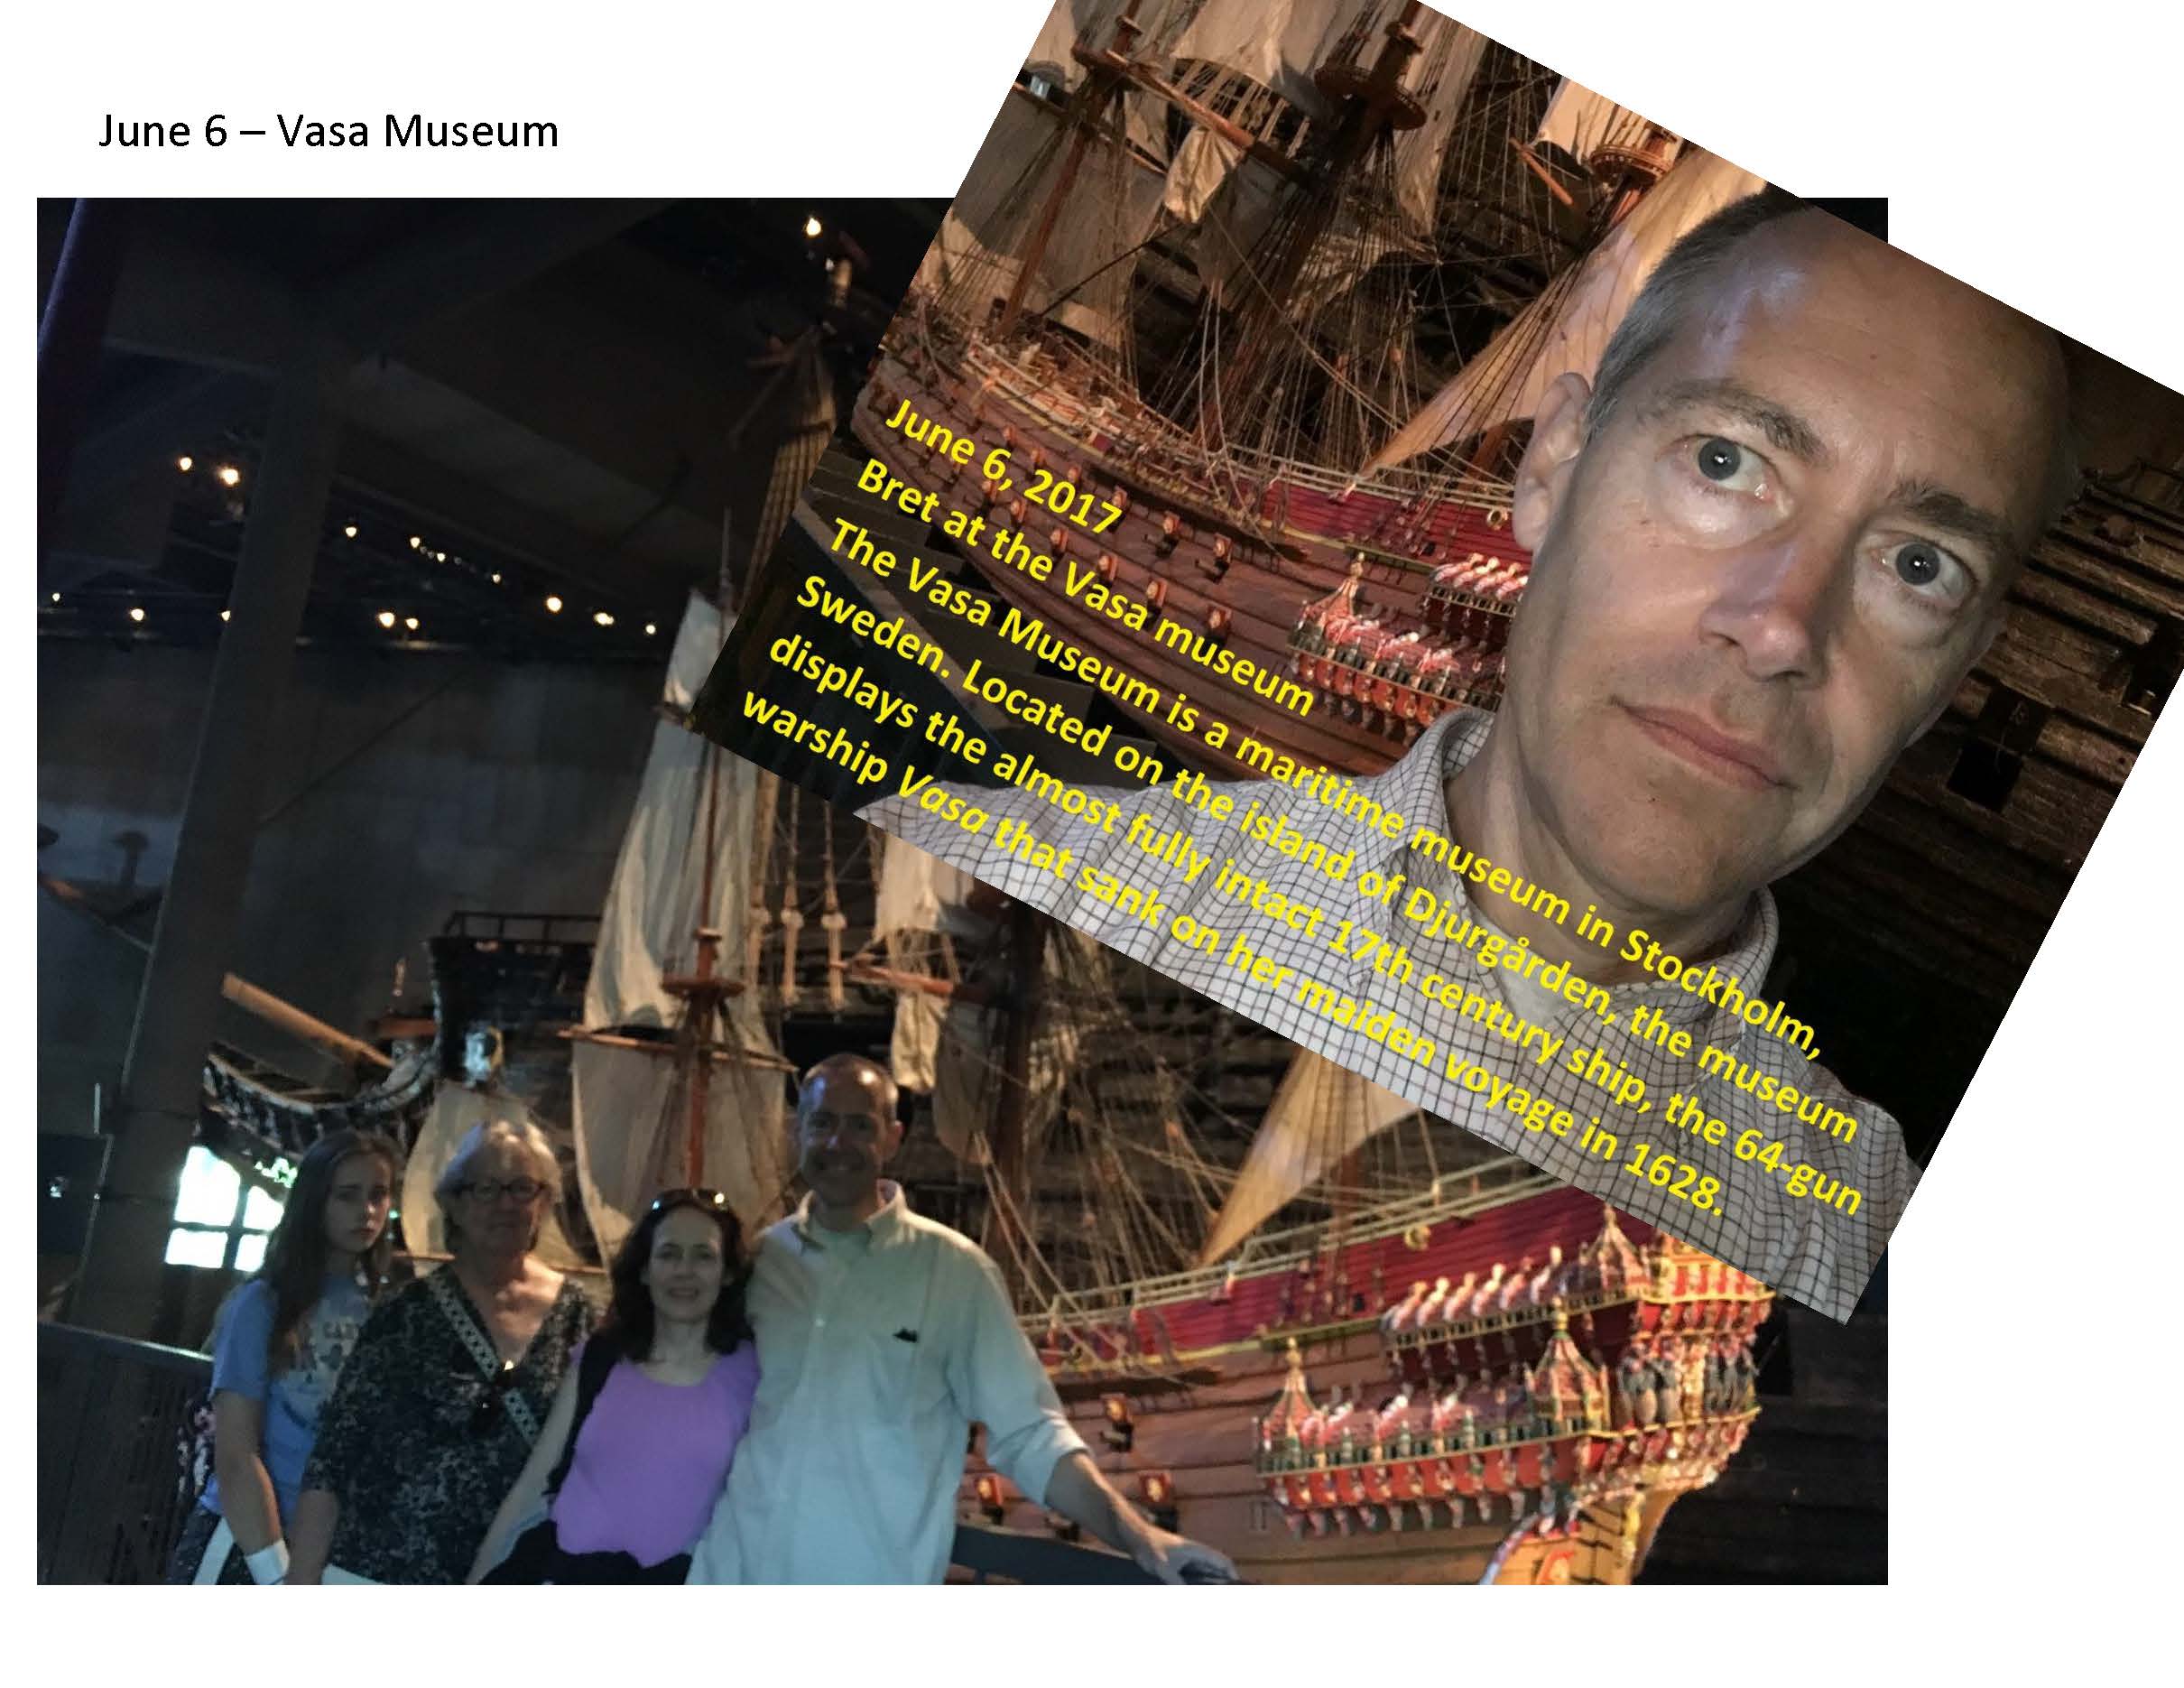 June 6 – Vasa Museum
June 6, 2017
Bret at the Vasa museum
The Vasa Museum is a maritime museum in Stockholm,
Sweden. Located on the island of Djurgården, the museum
displays the almost fully intact 17th century ship, the 64-gun
warship Vasa that sank on her maiden voyage in 1628.